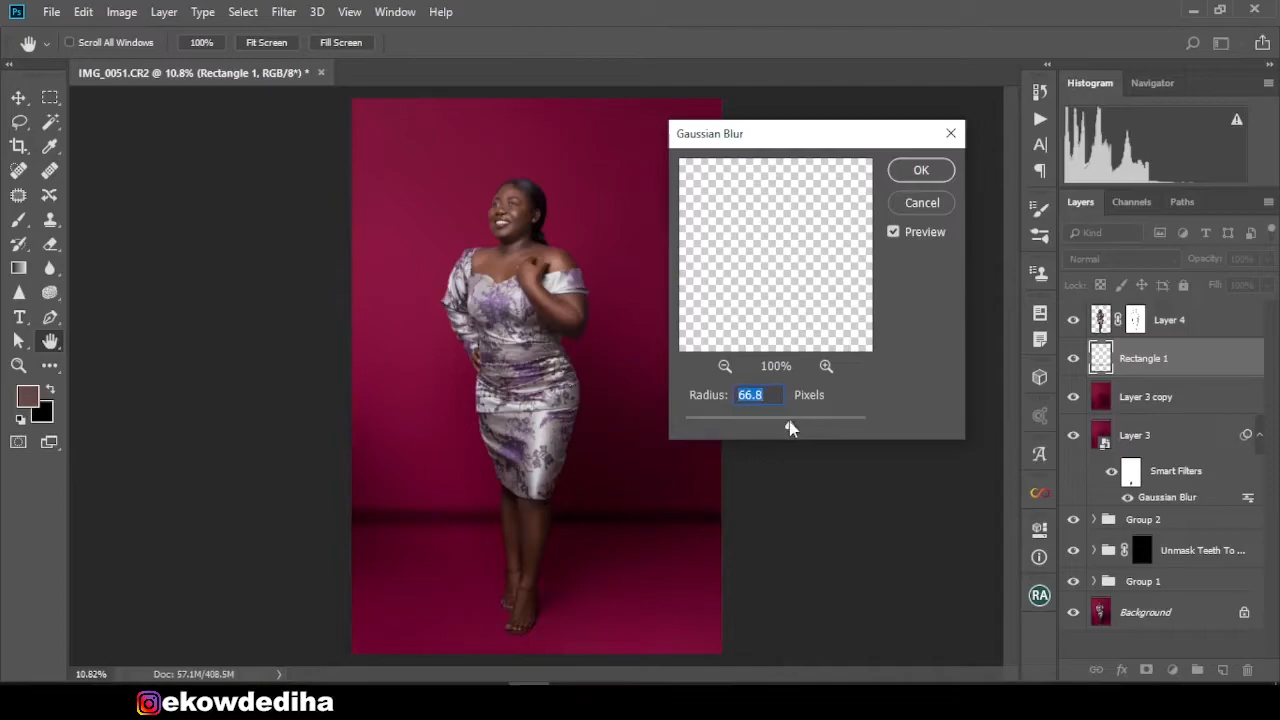 Ps File Edit Image Layer Type Select Filter 3D View Window Help
Scroll All Windows 100% Fit Screen Fill Screen
IMG_0051.CR2 @ 10.8% (Rectangle 1, RGB/8*) *
Histogram Navigator
Gaussian Blur
OK
Cancel
Preview
100%
Radius: 66.8 Pixels
Layers Channels Paths
Kind
Normal Opacity: 100%
Lock: Fill: 100%
Layer 4
Rectangle 1
Layer 3 copy
Layer 3
Smart Filters
Gaussian Blur
Group 2
Unmask Teeth To ...
Group 1
Background
RA
fx
10.82% Doc: 57.1M/408.5M
ekowdediha